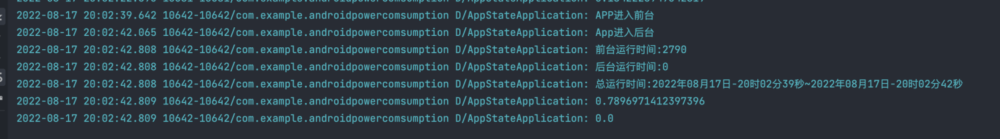 2022-08-17 20:02:39.642 10642-10642/com.example.androidpowercomsumption D/AppStateApplication: APP进入前台
2022-08-17 20:02:42.065 10642-10642/com.example.androidpowercomsumption D/AppStateApplication: App进入后台
2022-08-17 20:02:42.808 10642-10642/com.example.androidpowercomsumption D/AppStateApplication: 前台运行时间:2790
2022-08-17 20:02:42.808 10642-10642/com.example.androidpowercomsumption D/AppStateApplication: 后台运行时间:0
2022-08-17 20:02:42.808 10642-10642/com.example.androidpowercomsumption D/AppStateApplication: 总运行时间:2022年08月17日-20时02分39秒~2022年08月17日-20时02分42秒
2022-08-17 20:02:42.809 10642-10642/com.example.androidpowercomsumption D/AppStateApplication: 0.7896971412397396
2022-08-17 20:02:42.809 10642-10642/com.example.androidpowercomsumption D/AppStateApplication: 0.0